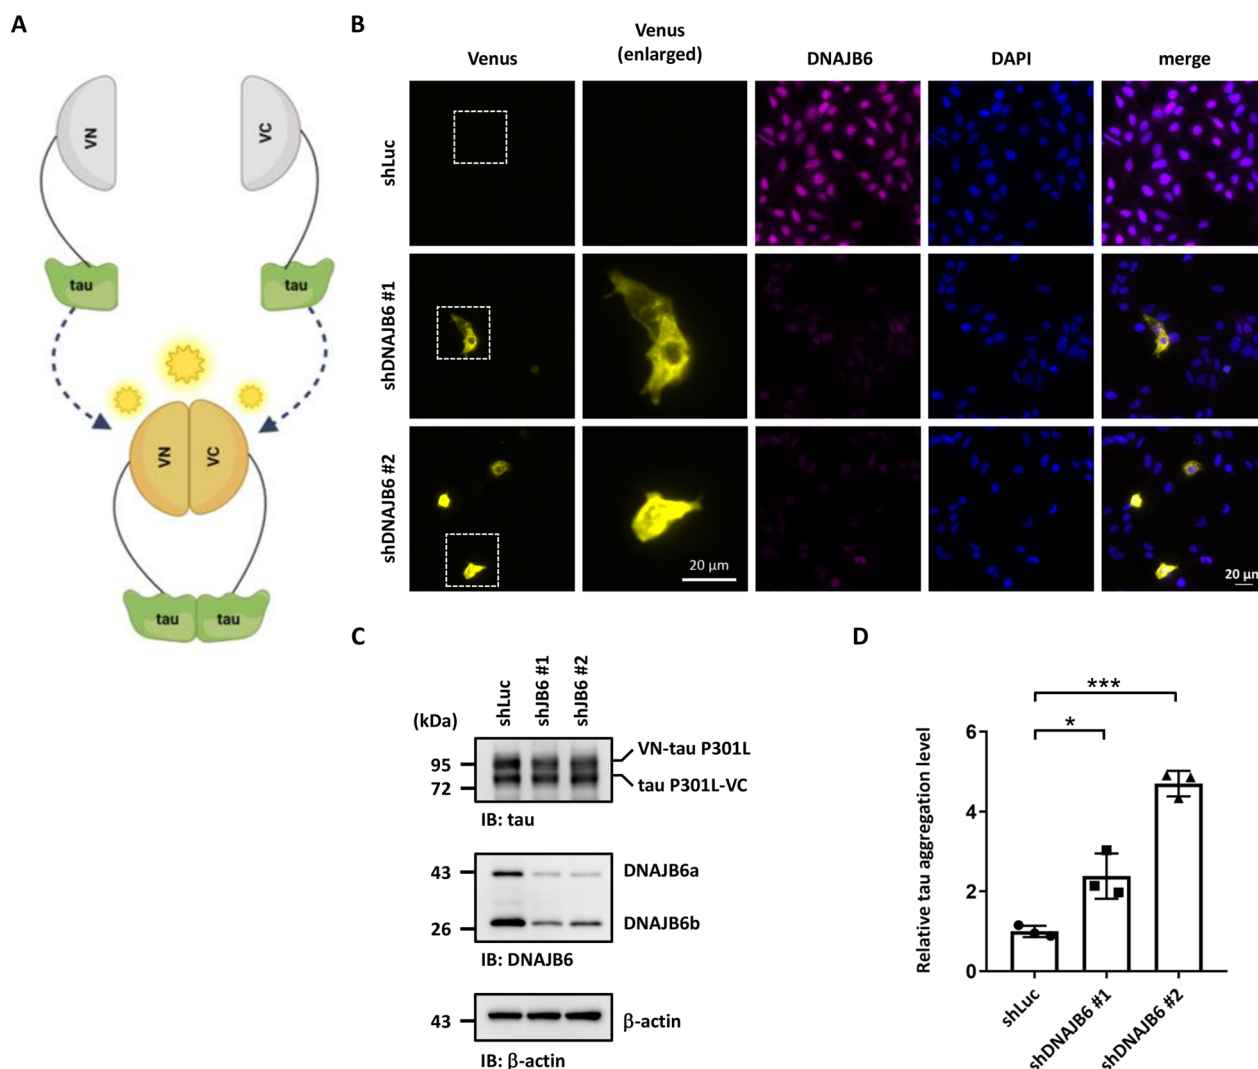 A
VN
VC
tau
tau
VN
VC
tau
tau
B
Venus
Venus
(enlarged)
DNAJB6
DAPI
merge
shLuc
shDNAJB6 #1
shDNAJB6 #2
20 µm
20 µm
C
(kDa)
shLuc
shJB6 #1
shJB6 #2
95
72
VN-tau P301L
tau P301L-VC
IB: tau
43
26
DNAJB6a
DNAJB6b
IB: DNAJB6
43
β-actin
IB: β-actin
D
Relative tau aggregation level
6
4
2
0
*
***
shLuc
shDNAJB6 #1
shDNAJB6 #2